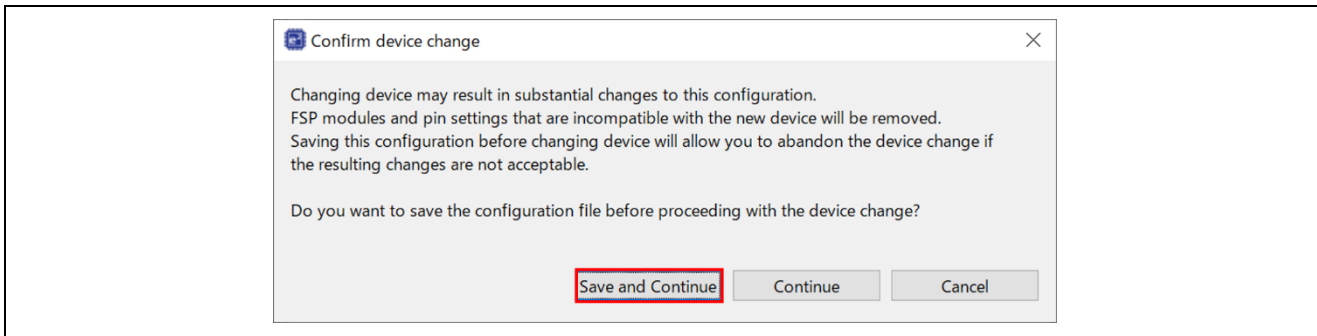 Confirm device change
Changing device may result in substantial changes to this configuration.
FSP modules and pin settings that are incompatible with the new device will be removed.
Saving this configuration before changing device will allow you to abandon the device change if
the resulting changes are not acceptable.
Do you want to save the configuration file before proceeding with the device change?
Save and Continue
Continue
Cancel